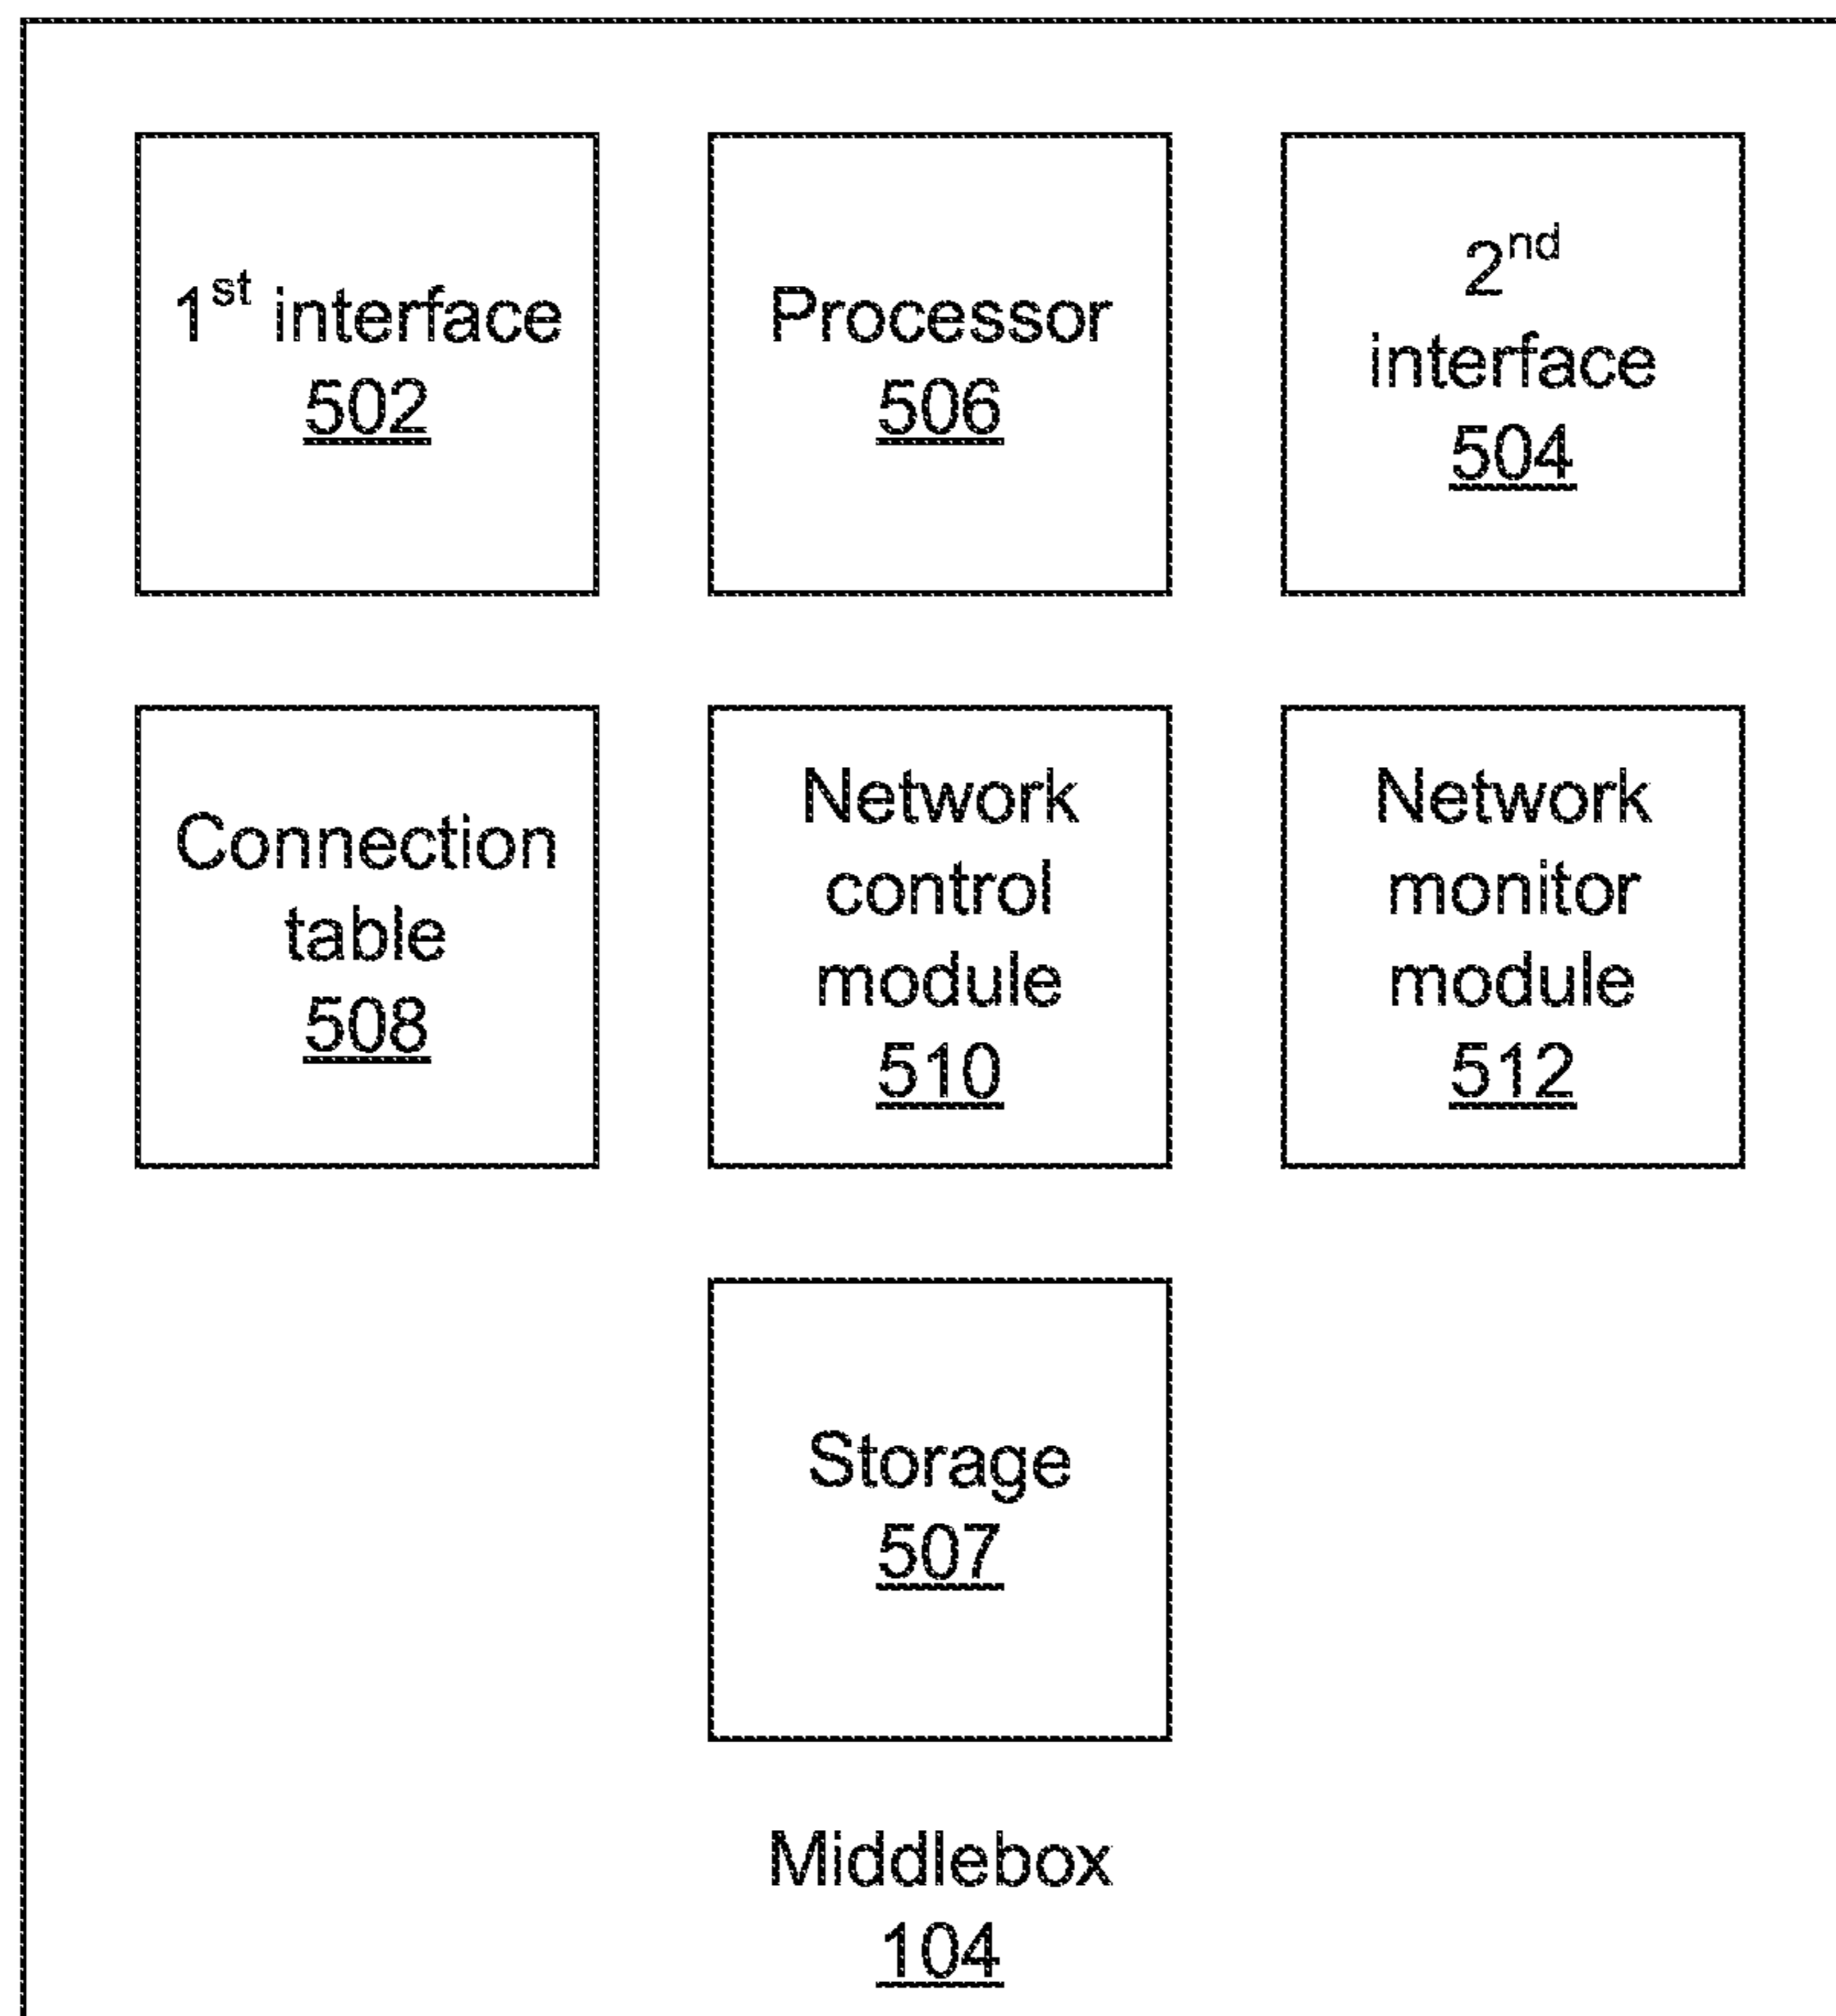 1st interface
502
Processor
506
2nd
interface
504
Connection
table
508
Network
control
module
510
Network
monitor
module
512
Storage
507
Middlebox
104